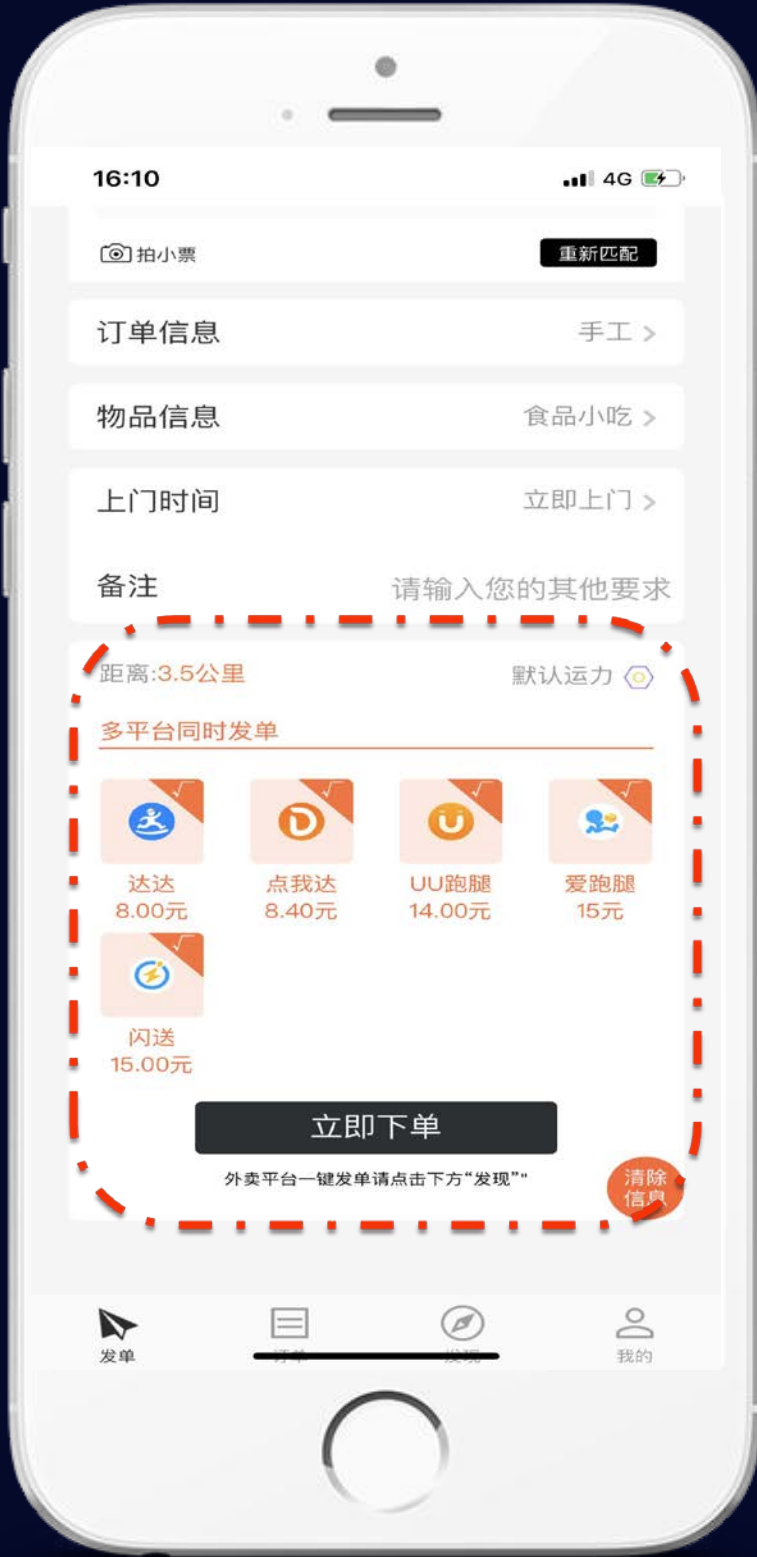 16:10 4G
拍小票 重新匹配
订单信息 手工 >
物品信息 食品小吃 >
上门时间 立即上门 >
备注 请输入您的其他要求
距离:3.5公里 默认运力
多平台同时发单
达达 点我达 UU跑腿 爱跑腿
8.00元 8.40元 14.00元 15元
闪送
15.00元
立即下单
外卖平台一键发单请点击下方“发现”"
清除
信息
发单 订单 发现 我的